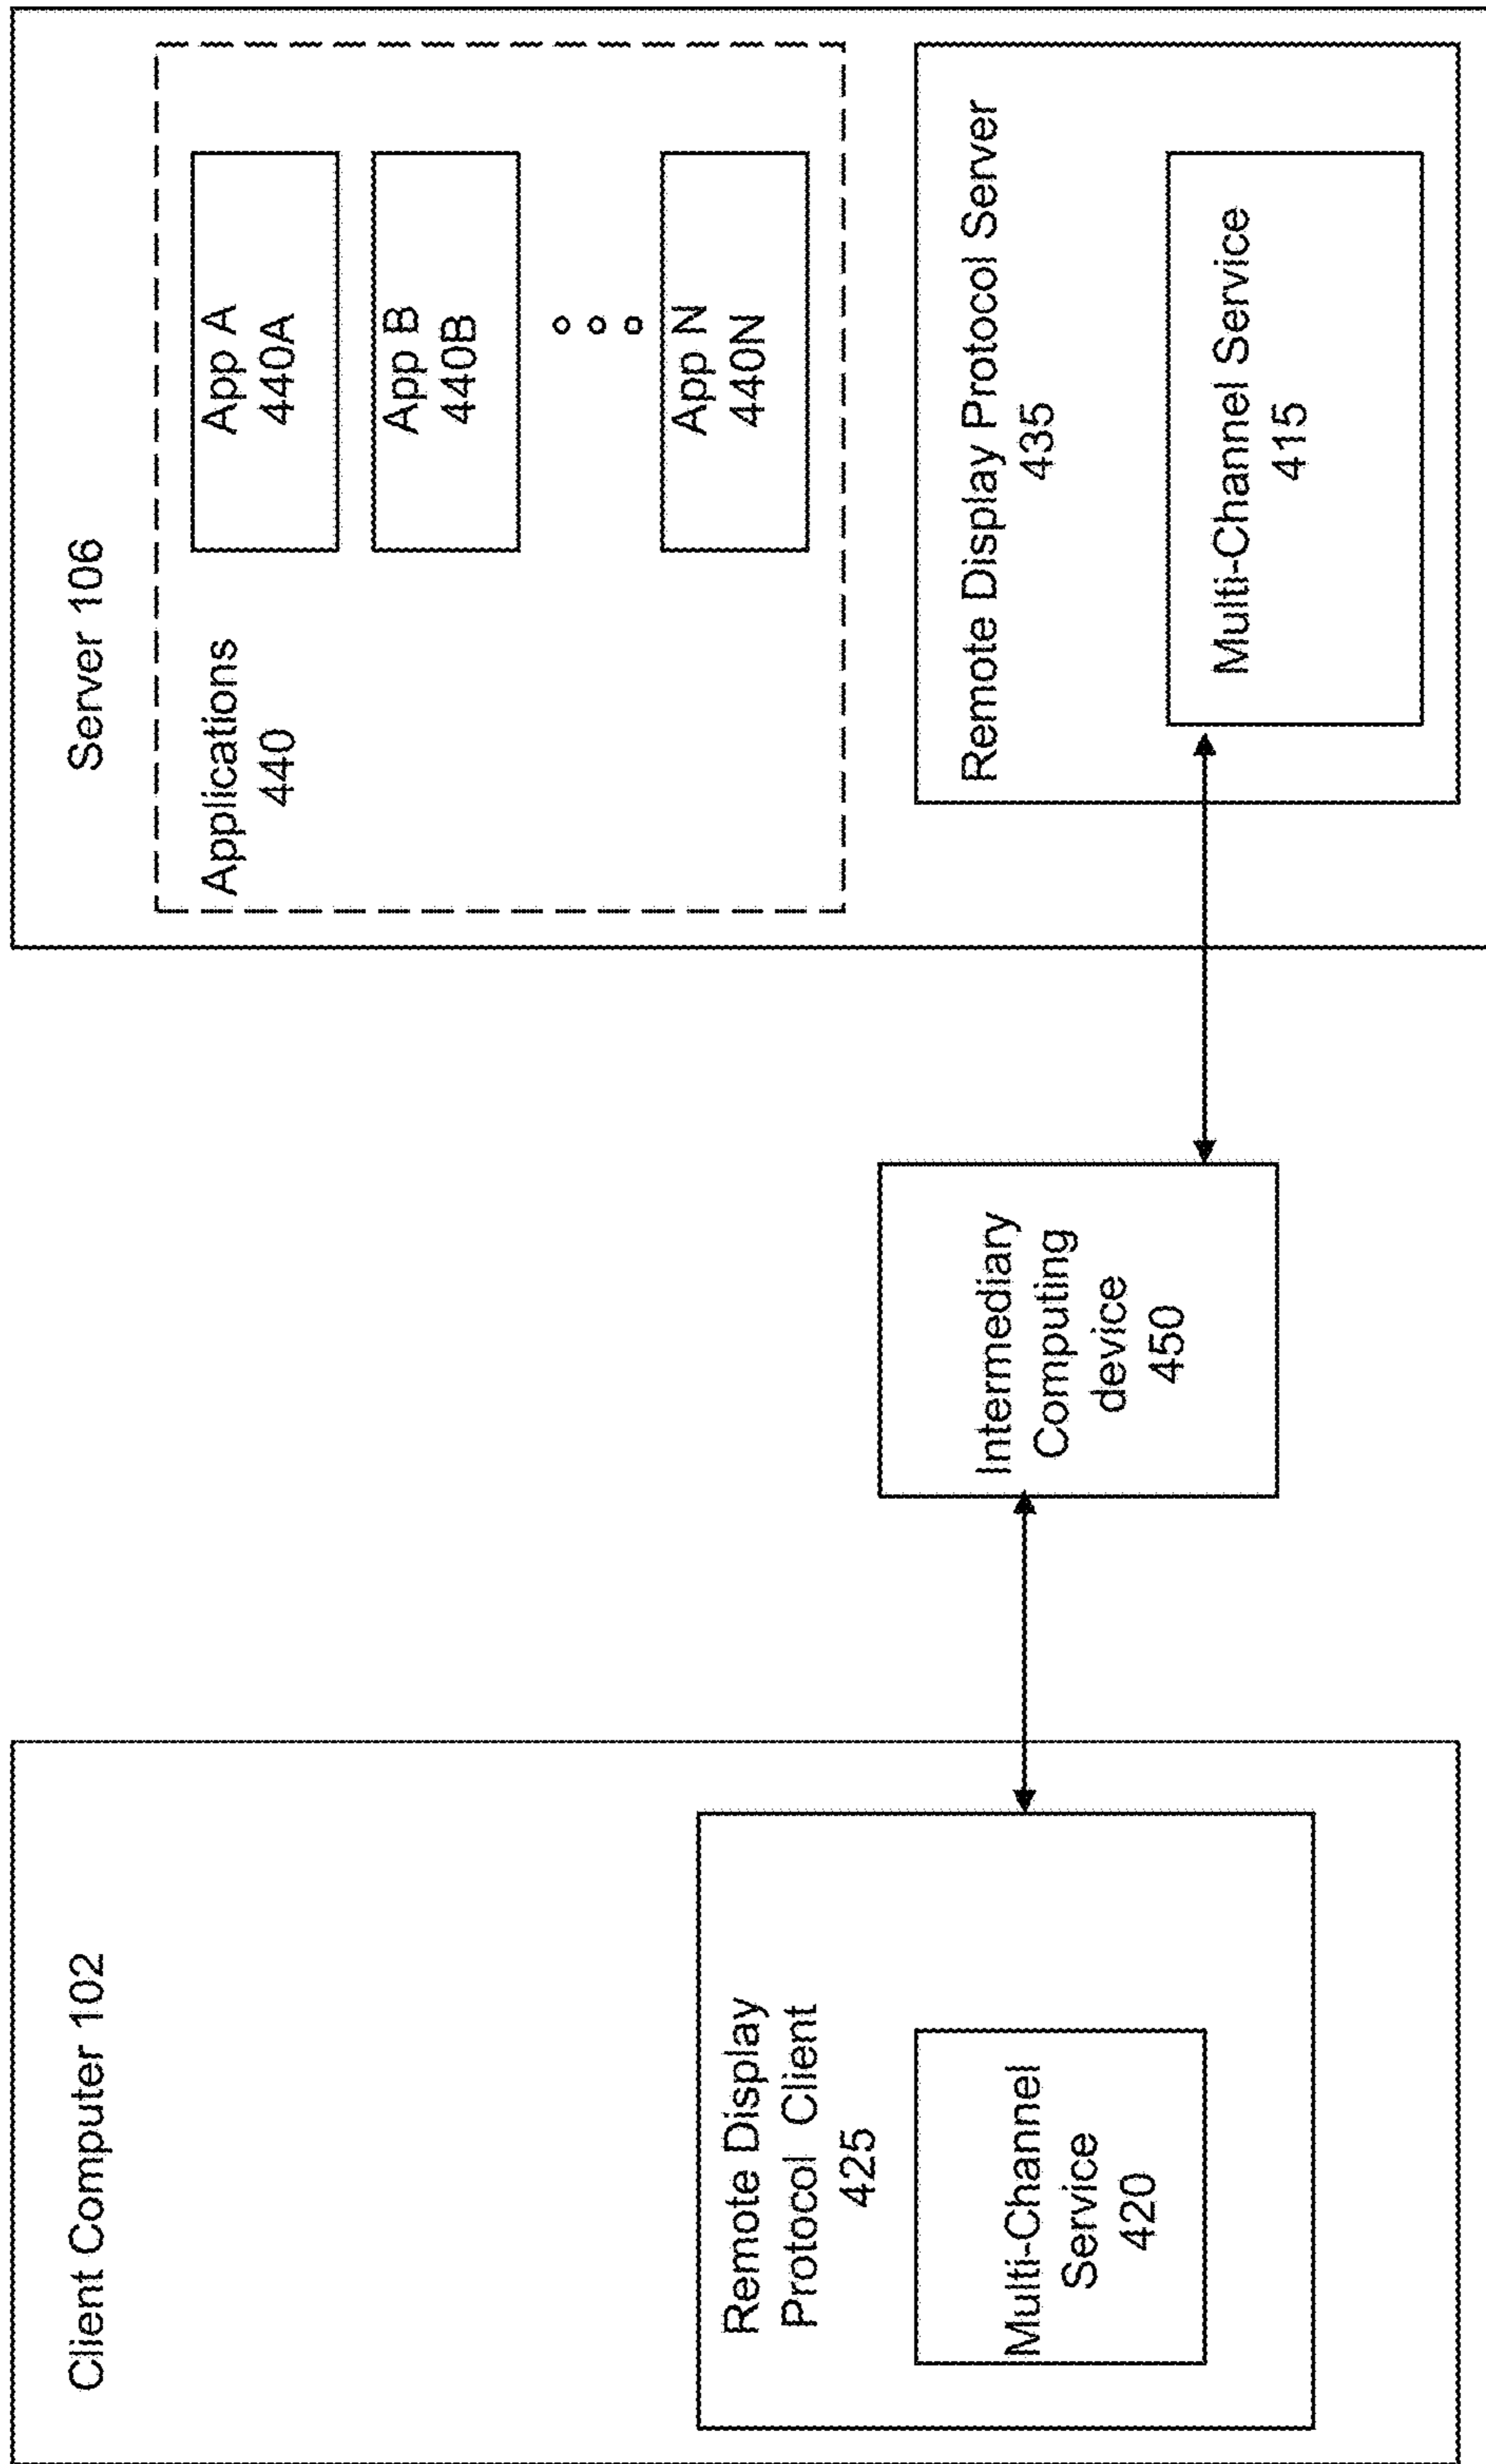 Client Computer 102
Remote Display
Protocol Client
425
Multi-Channel
Service
420
Intermediary
Computing
device
450
Server 106
Applications
440
App A
440A
App B
440B
App N
440N
Remote Display Protocol Server
435
Multi-Channel Service
415